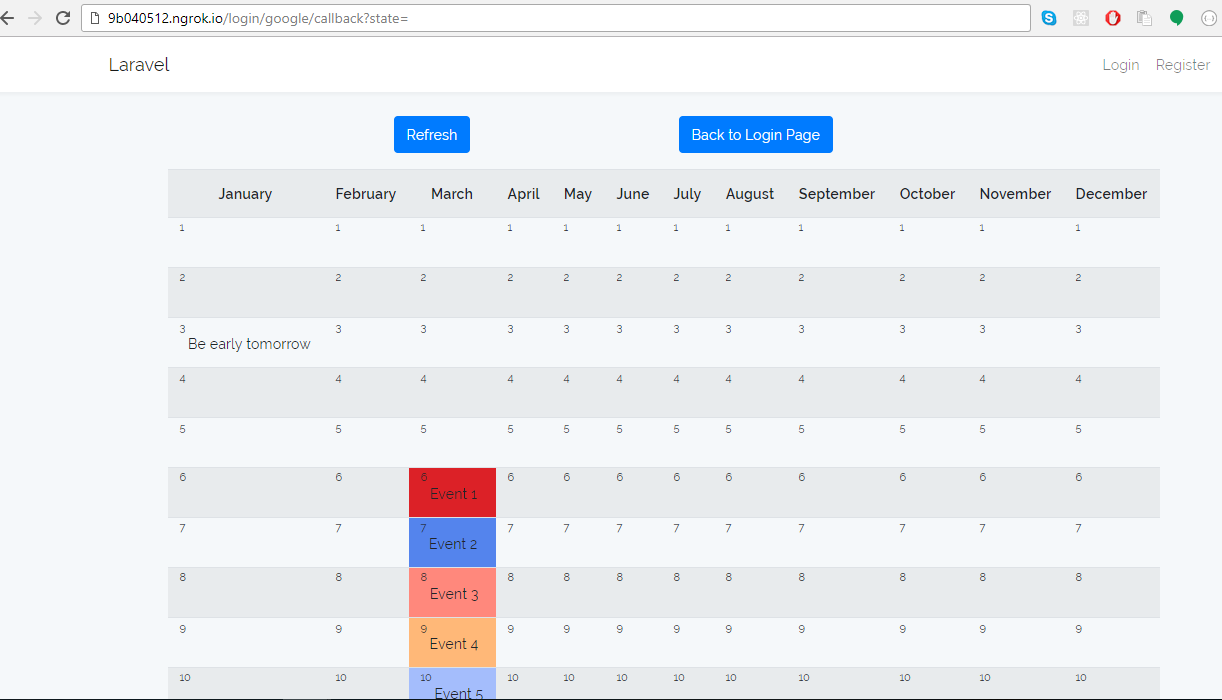 9b040512.ngrok.io/login/google/callback?state=
Laravel Login Register
Refresh Back to Login Page
January February March April May June July August September October November December
1 1 1 1 1 1 1 1 1 1 1 1
2 2 2 2 2 2 2 2 2 2 2 2
3 3 3 3 3 3 3 3 3 3 3 3
Be early tomorrow
4 4 4 4 4 4 4 4 4 4 4 4
5 5 5 5 5 5 5 5 5 5 5 5
6 6 6 6 6 6 6 6 6 6 6 6
Event 1
7 7 7 7 7 7 7 7 7 7 7 7
Event 2
8 8 8 8 8 8 8 8 8 8 8 8
Event 3
9 9 9 9 9 9 9 9 9 9 9 9
Event 4
10 10 10 10 10 10 10 10 10 10 10 10
Event 5